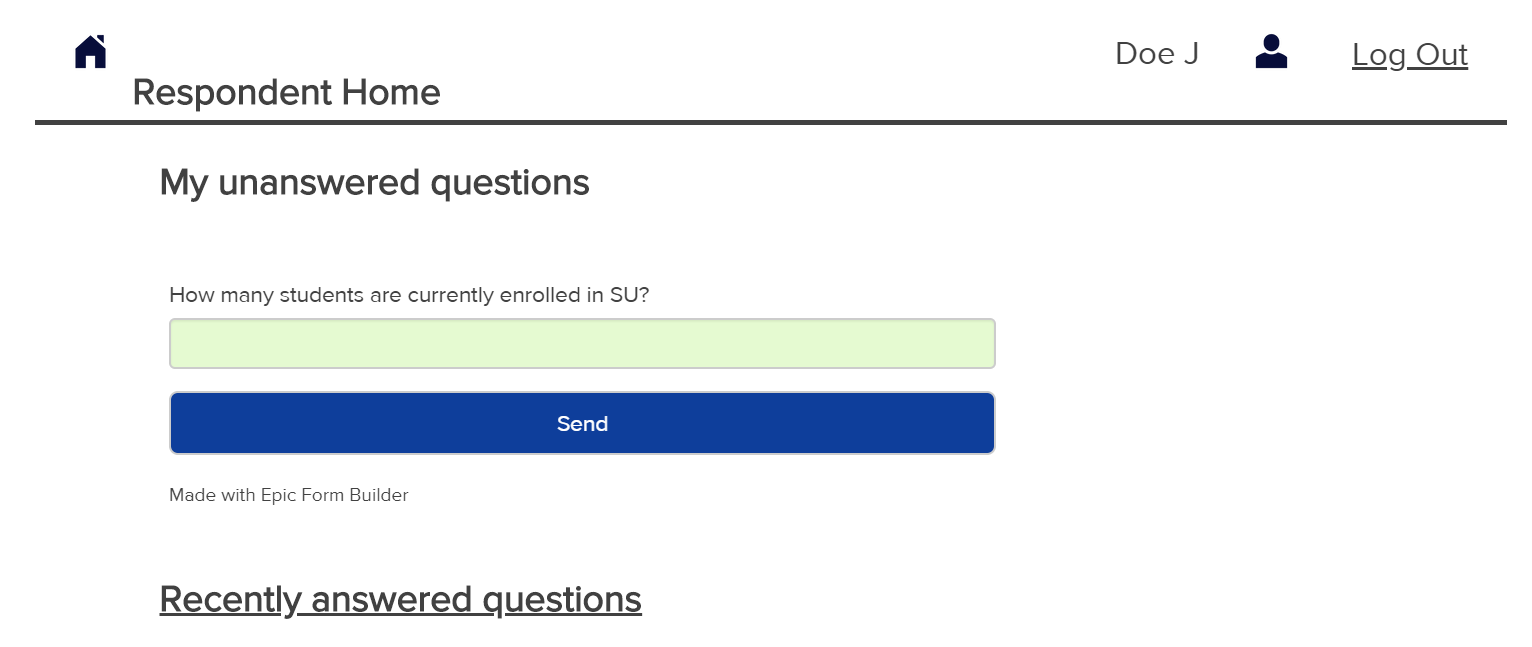 Doe J
Log Out
Respondent Home
My unanswered questions
How many students are currently enrolled in SU?
Send
Made with Epic Form Builder
Recently answered questions